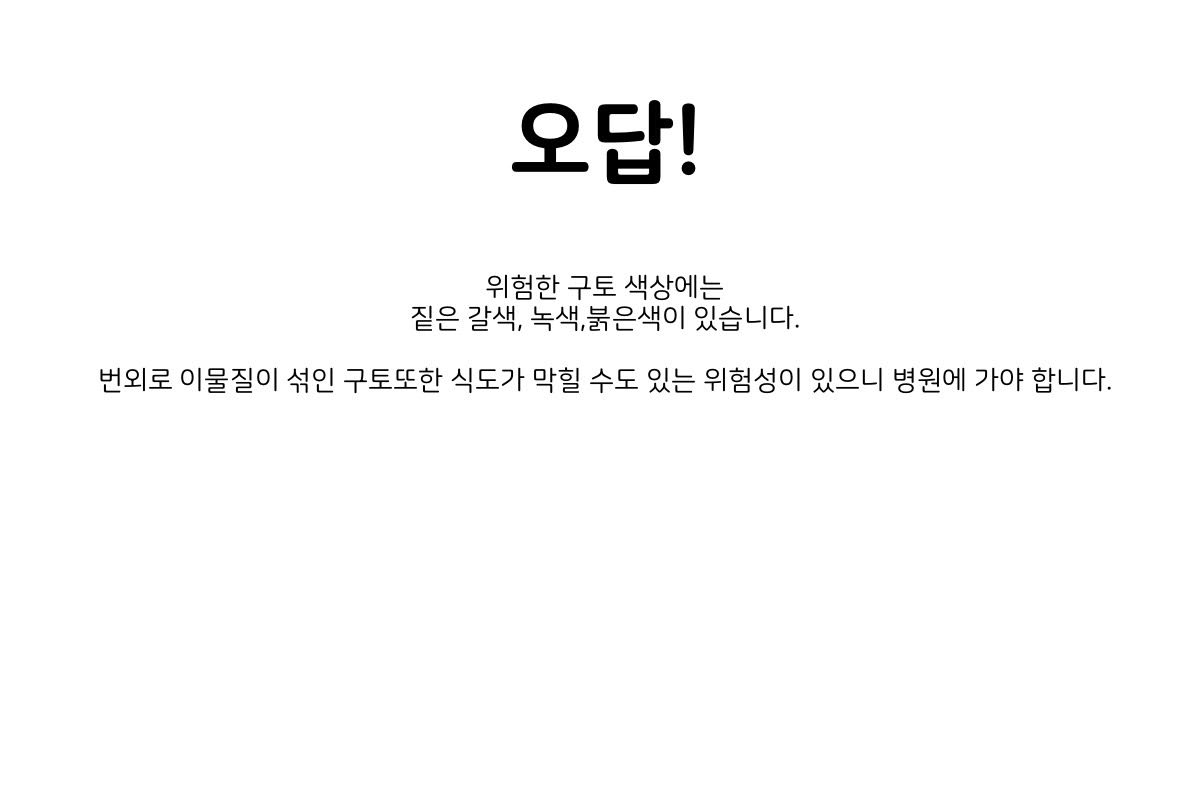 오답!
위험한 구토 색상에는
짙은 갈색, 녹색,붉은색이 있습니다.
번외로 이물질이 섞인 구토또한 식도가 막힐 수도 있는 위험성이 있으니 병원에 가야 합니다.